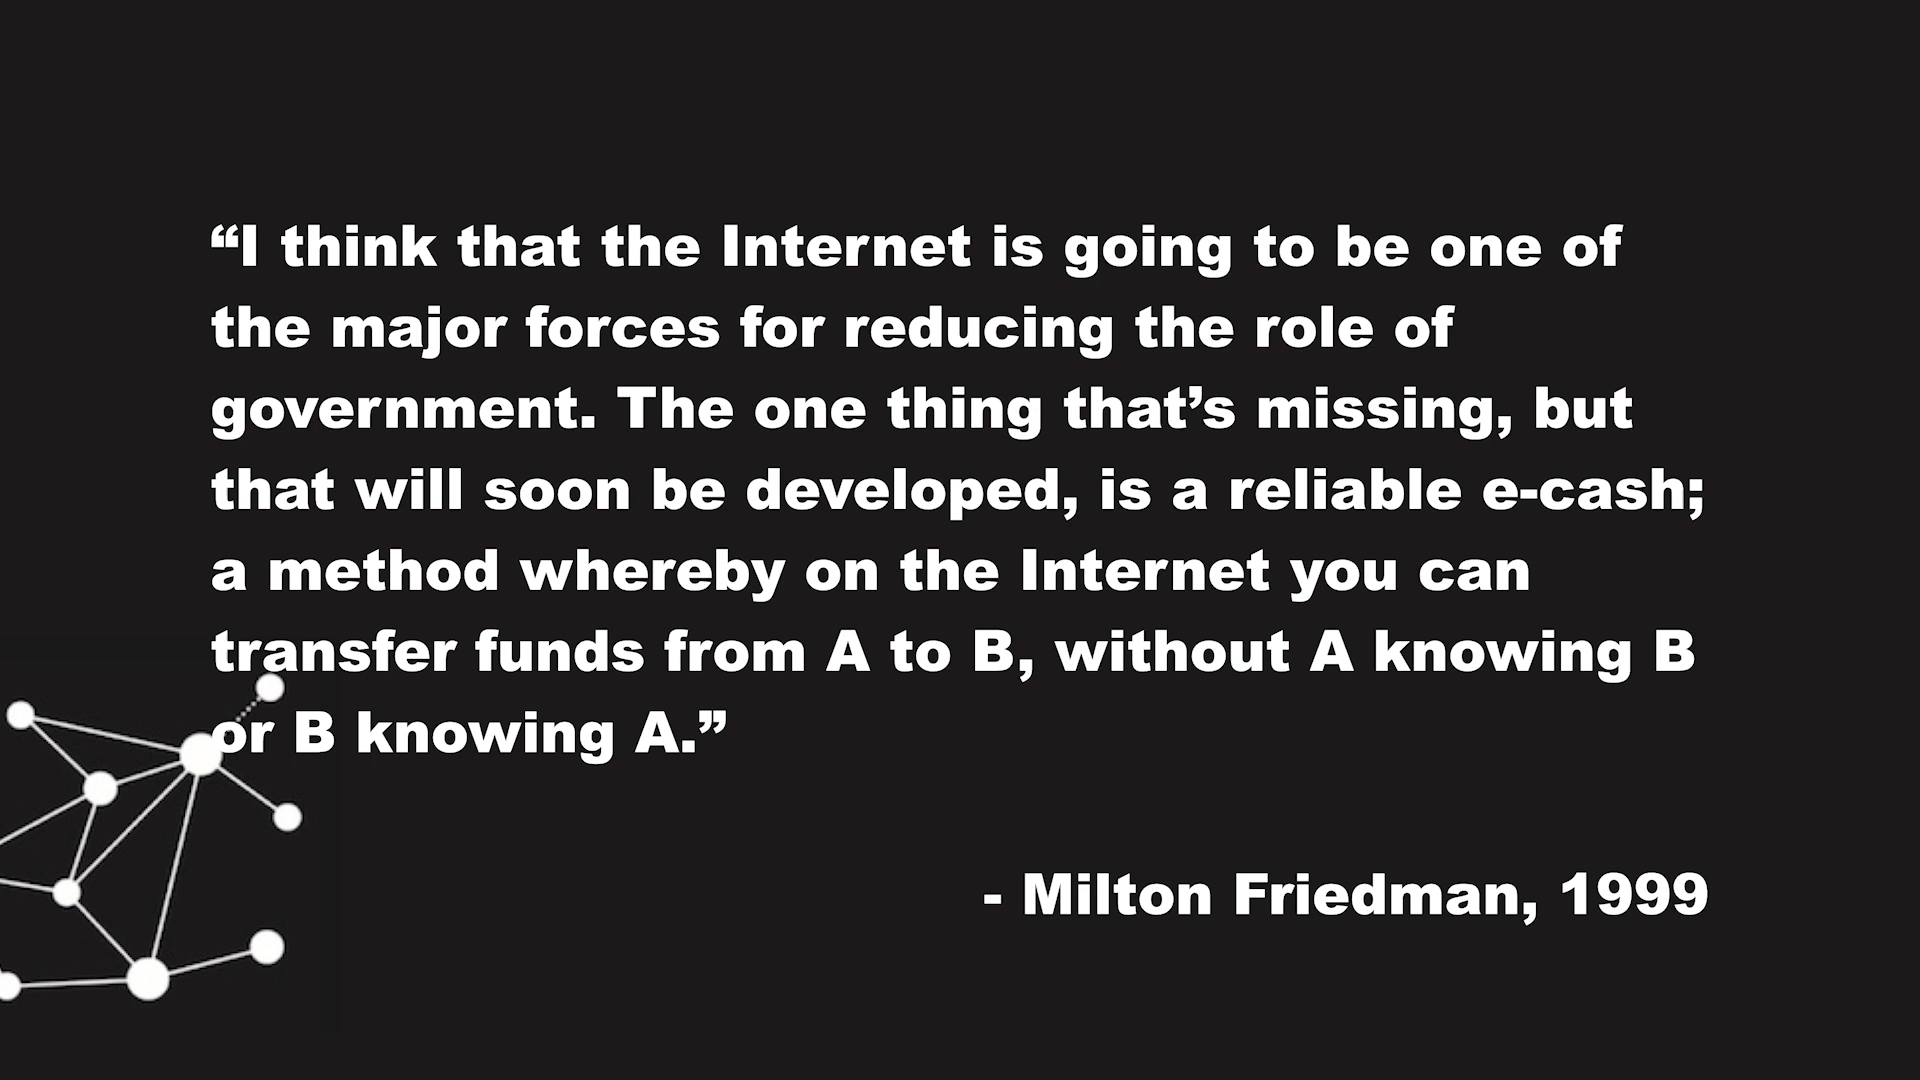 “I think that the Internet is going to be one of
the major forces for reducing the role of
government. The one thing that’s missing, but
that will soon be developed, is a reliable e-cash;
a method whereby on the Internet you can
transfer funds from A to B, without A knowing B
or B knowing A.”
- Milton Friedman, 1999